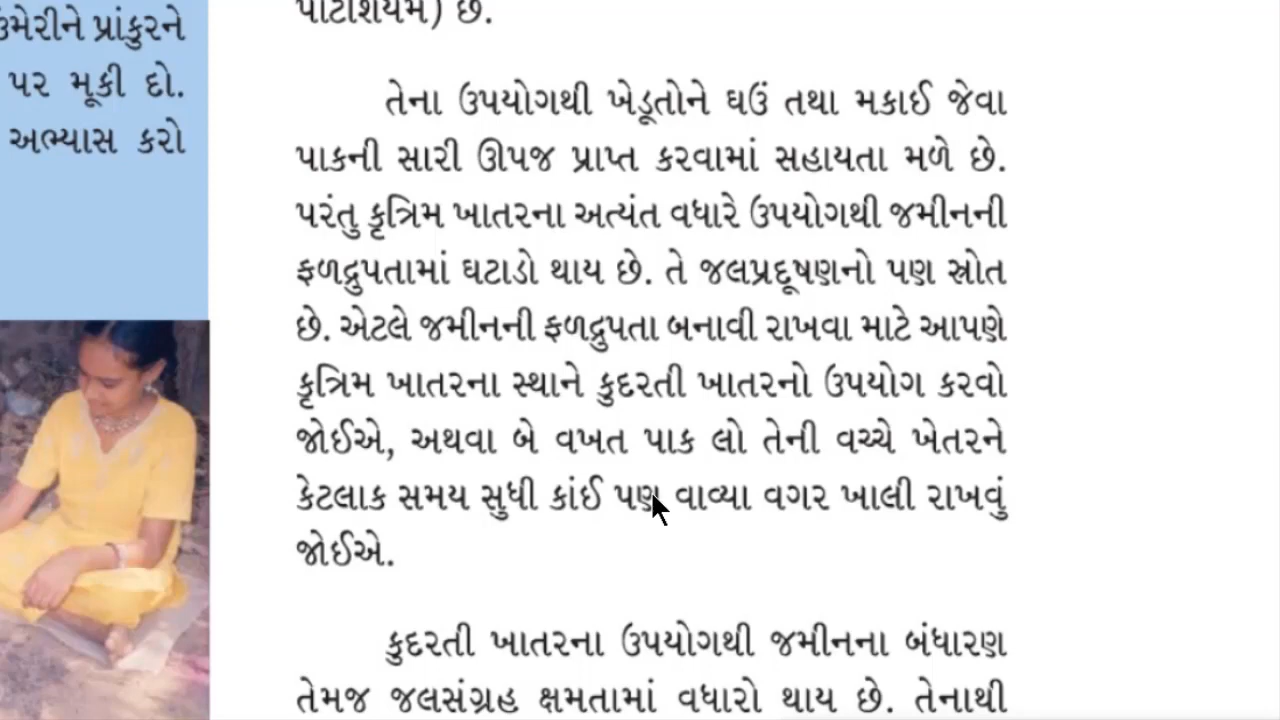 ઉમેરીને પ્રાંકુરને
પર મૂકી દો.
અભ્યાસ કરો
પોટેશિયમ) છે.
તેના ઉપયોગથી ખેડૂતોને ઘઉં તથા મકાઈ જેવા
પાકની સારી ઊપજ પ્રાપ્ત કરવામાં સહાયતા મળે છે.
પરંતુ કૃત્રિમ ખાતરના અત્યંત વધારે ઉપયોગથી જમીનની
ફળદ્રુપતામાં ઘટાડો થાય છે. તે જલપ્રદૂષણનો પણ સ્રોત
છે. એટલે જમીનની ફળદ્રુપતા બનાવી રાખવા માટે આપણે
કૃત્રિમ ખાતરના સ્થાને કુદરતી ખાતરનો ઉપયોગ કરવો
જોઈએ, અથવા બે વખત પાક લો તેની વચ્ચે ખેતરને
કેટલાક સમય સુધી કાંઈ પણ વાવ્યા વગર ખાલી રાખવું
જોઈએ.
કુદરતી ખાતરના ઉપયોગથી જમીનના બંધારણ
તેમજ જલસંગ્રહ ક્ષમતામાં વધારો થાય છે. તેનાથી